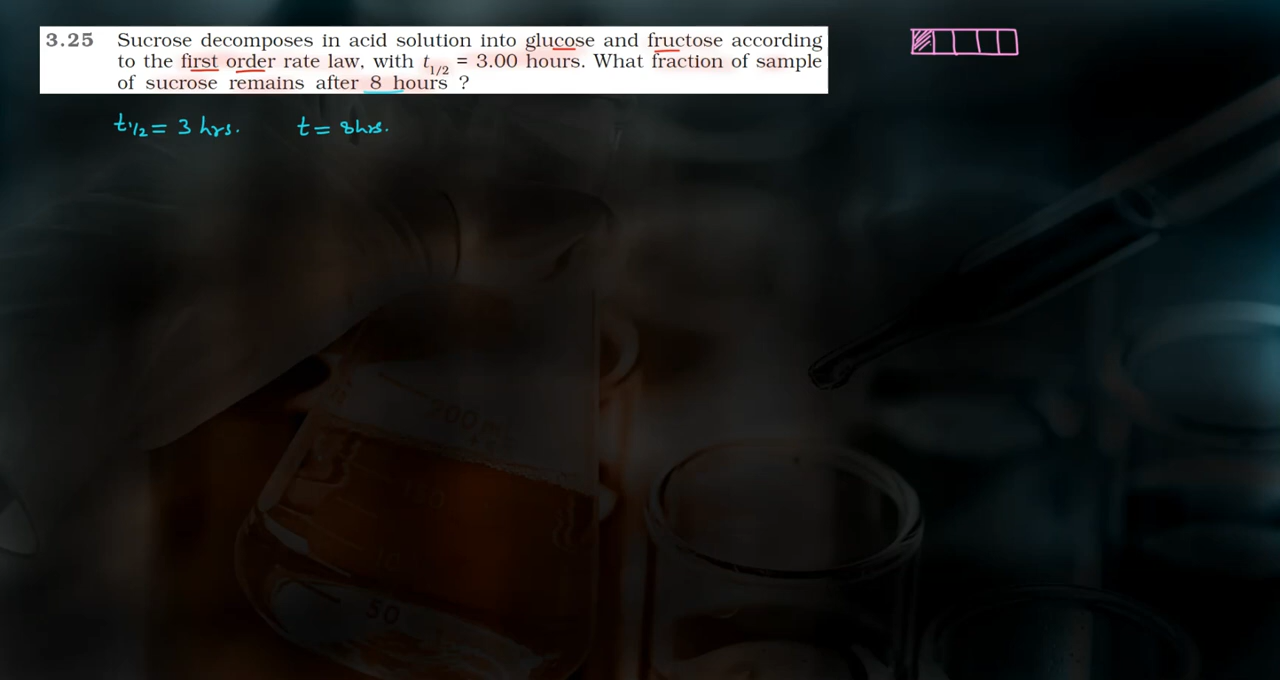 3.25 Sucrose decomposes in acid solution into glucose and fructose according
to the first order rate law, with t1/2 = 3.00 hours. What fraction of sample
of sucrose remains after 8 hours ?
t1/2 = 3 hrs. t = 8hrs.
50